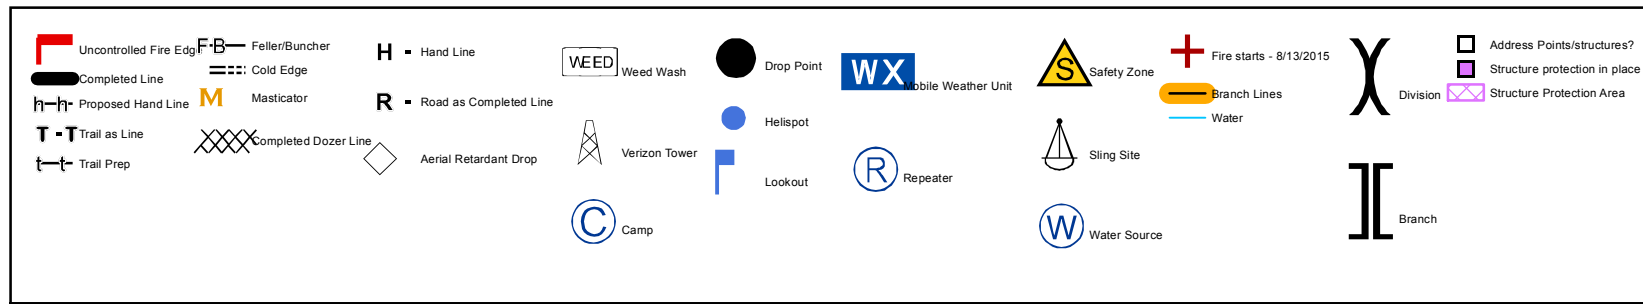 Uncontrolled Fire Edge
Completed Line
h h Proposed Hand Line
T - T Trail as Line
t t Trail Prep
F B Feller/Buncher
Cold Edge
M Masticator
Completed Dozer Line
H - Hand Line
R - Road as Completed Line
Aerial Retardant Drop
WEED Weed Wash
Verizon Tower
C Camp
Drop Point
Helispot
Lookout
WX Mobile Weather Unit
R Repeater
S Safety Zone
Sling Site
W Water Source
Fire starts - 8/13/2015
Branch Lines
Water
Division
Branch
Address Points/structures?
Structure protection in place
Structure Protection Area